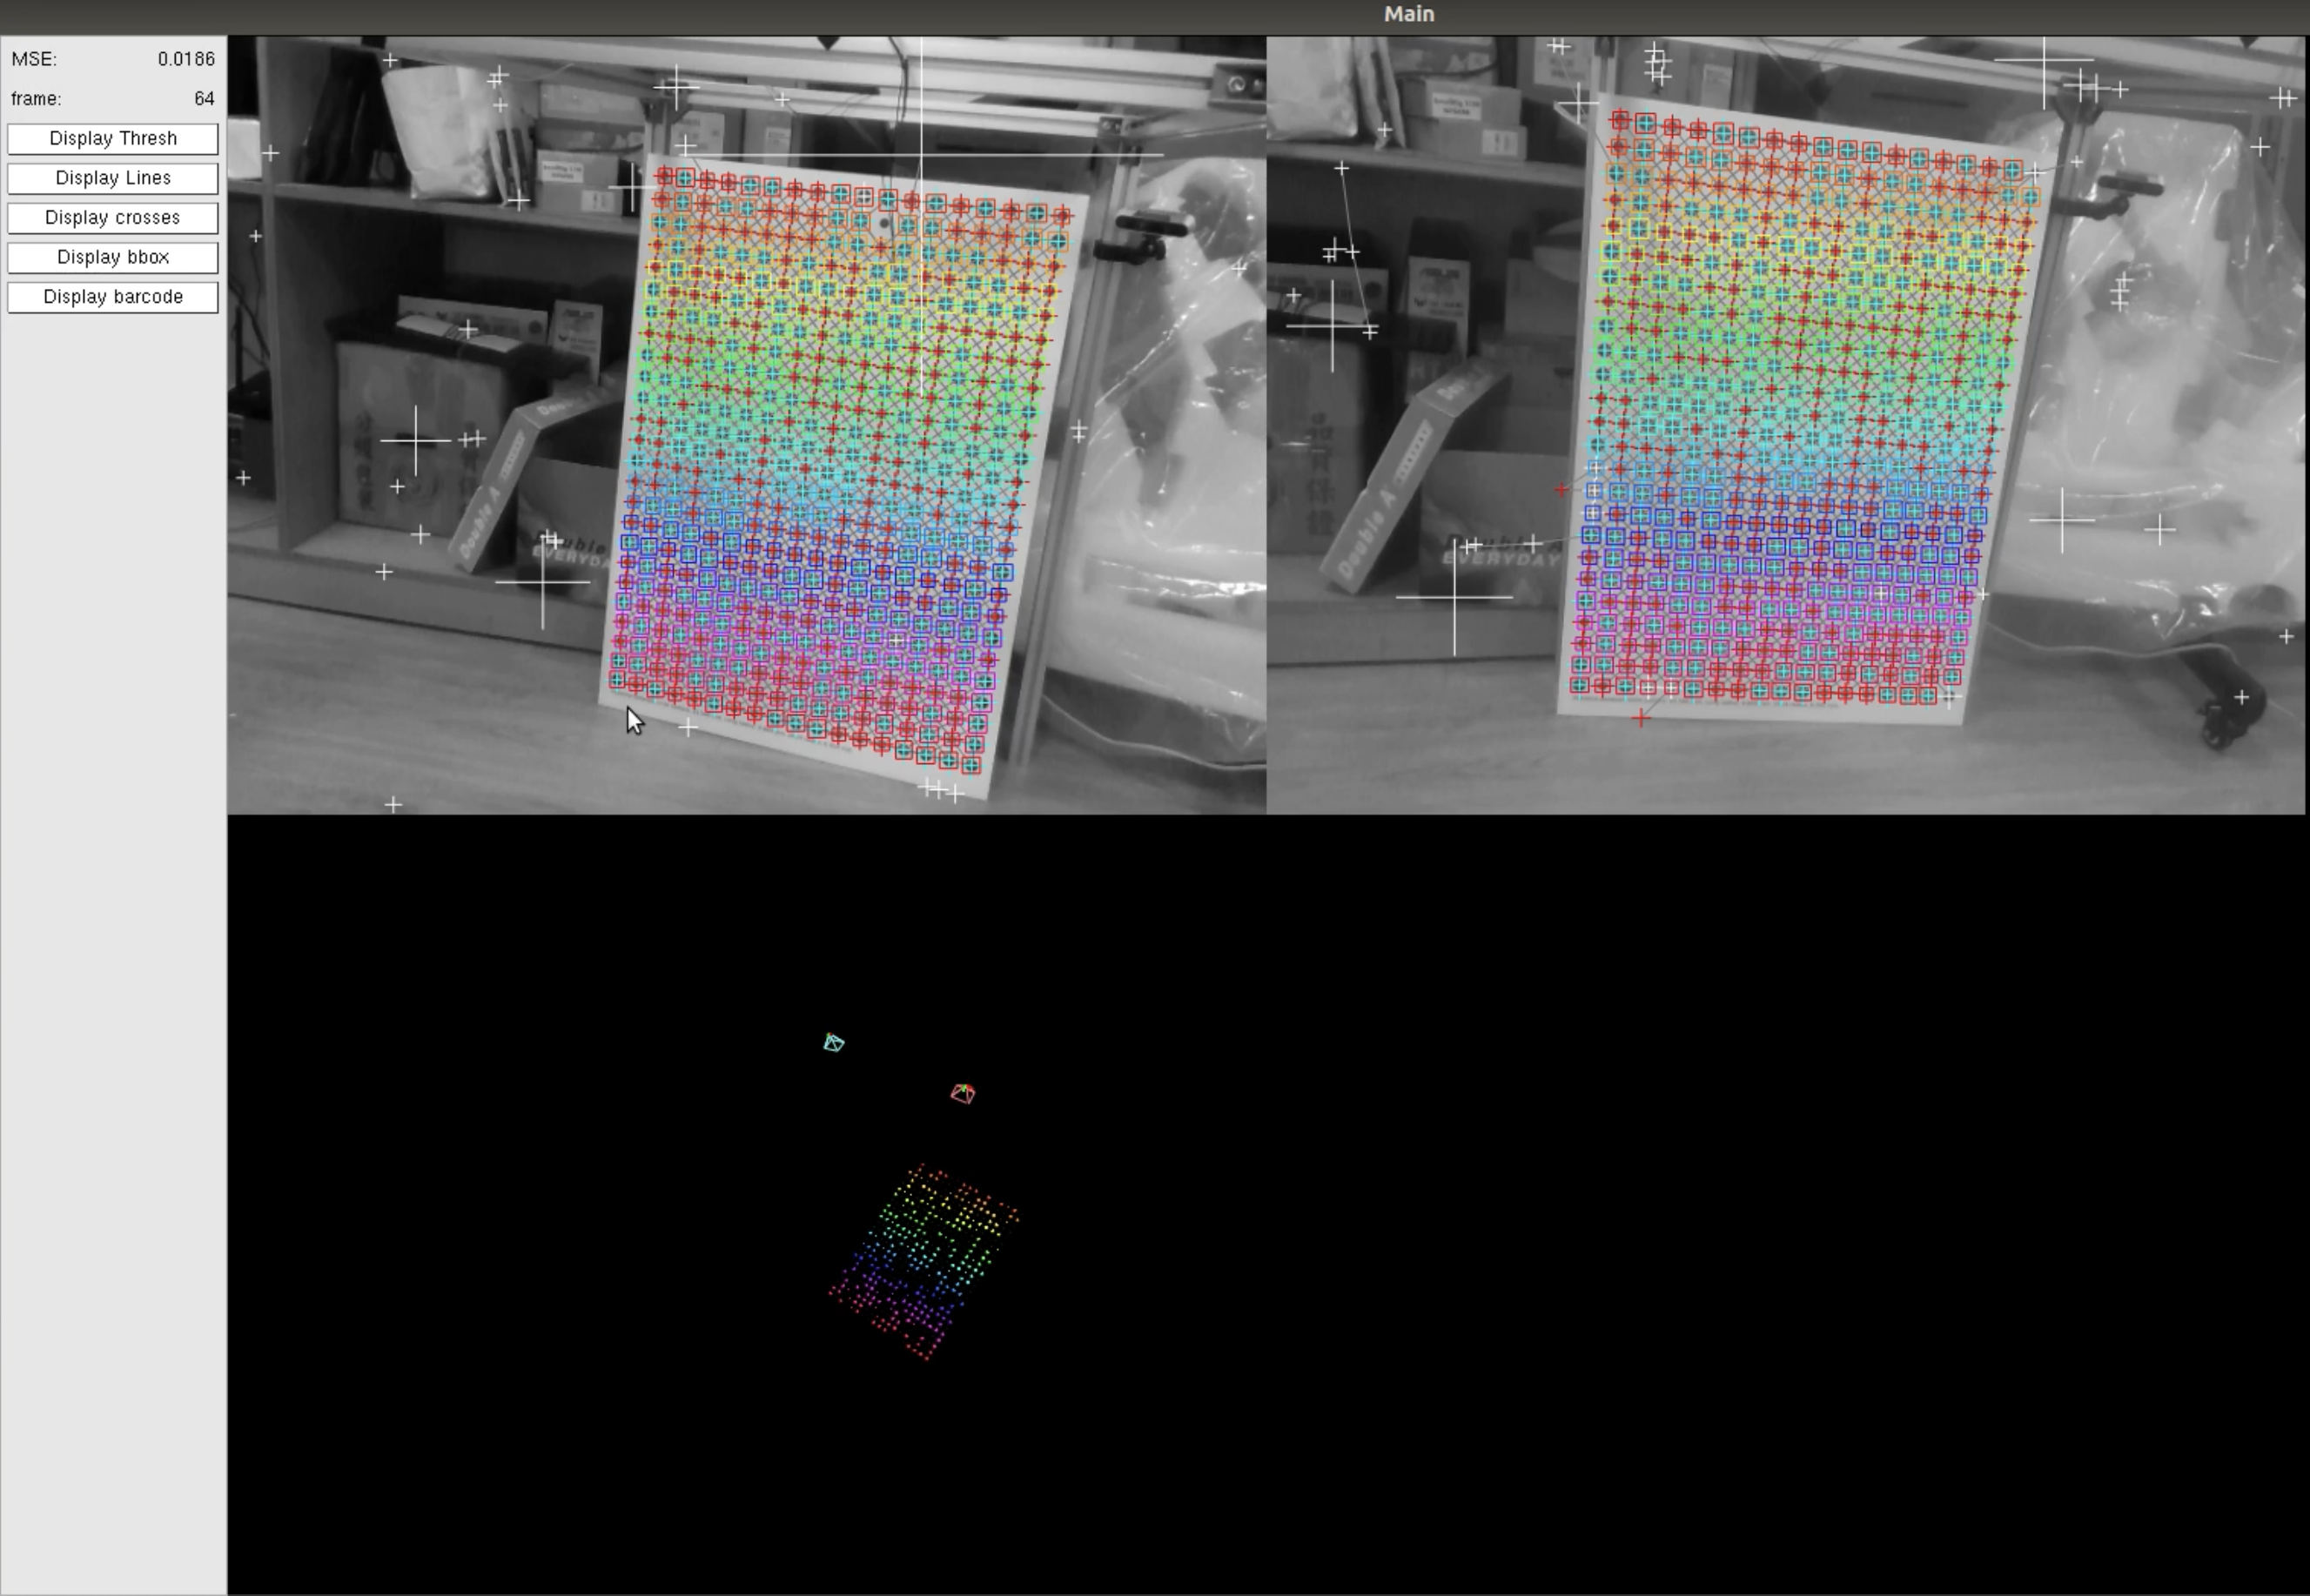 Main
MSE: 0.0186
frame: 64
Display Thresh
Display Lines
Display crosses
Display bbox
Display barcode
Double A
EVERYDA
Double A
EVERYDAY